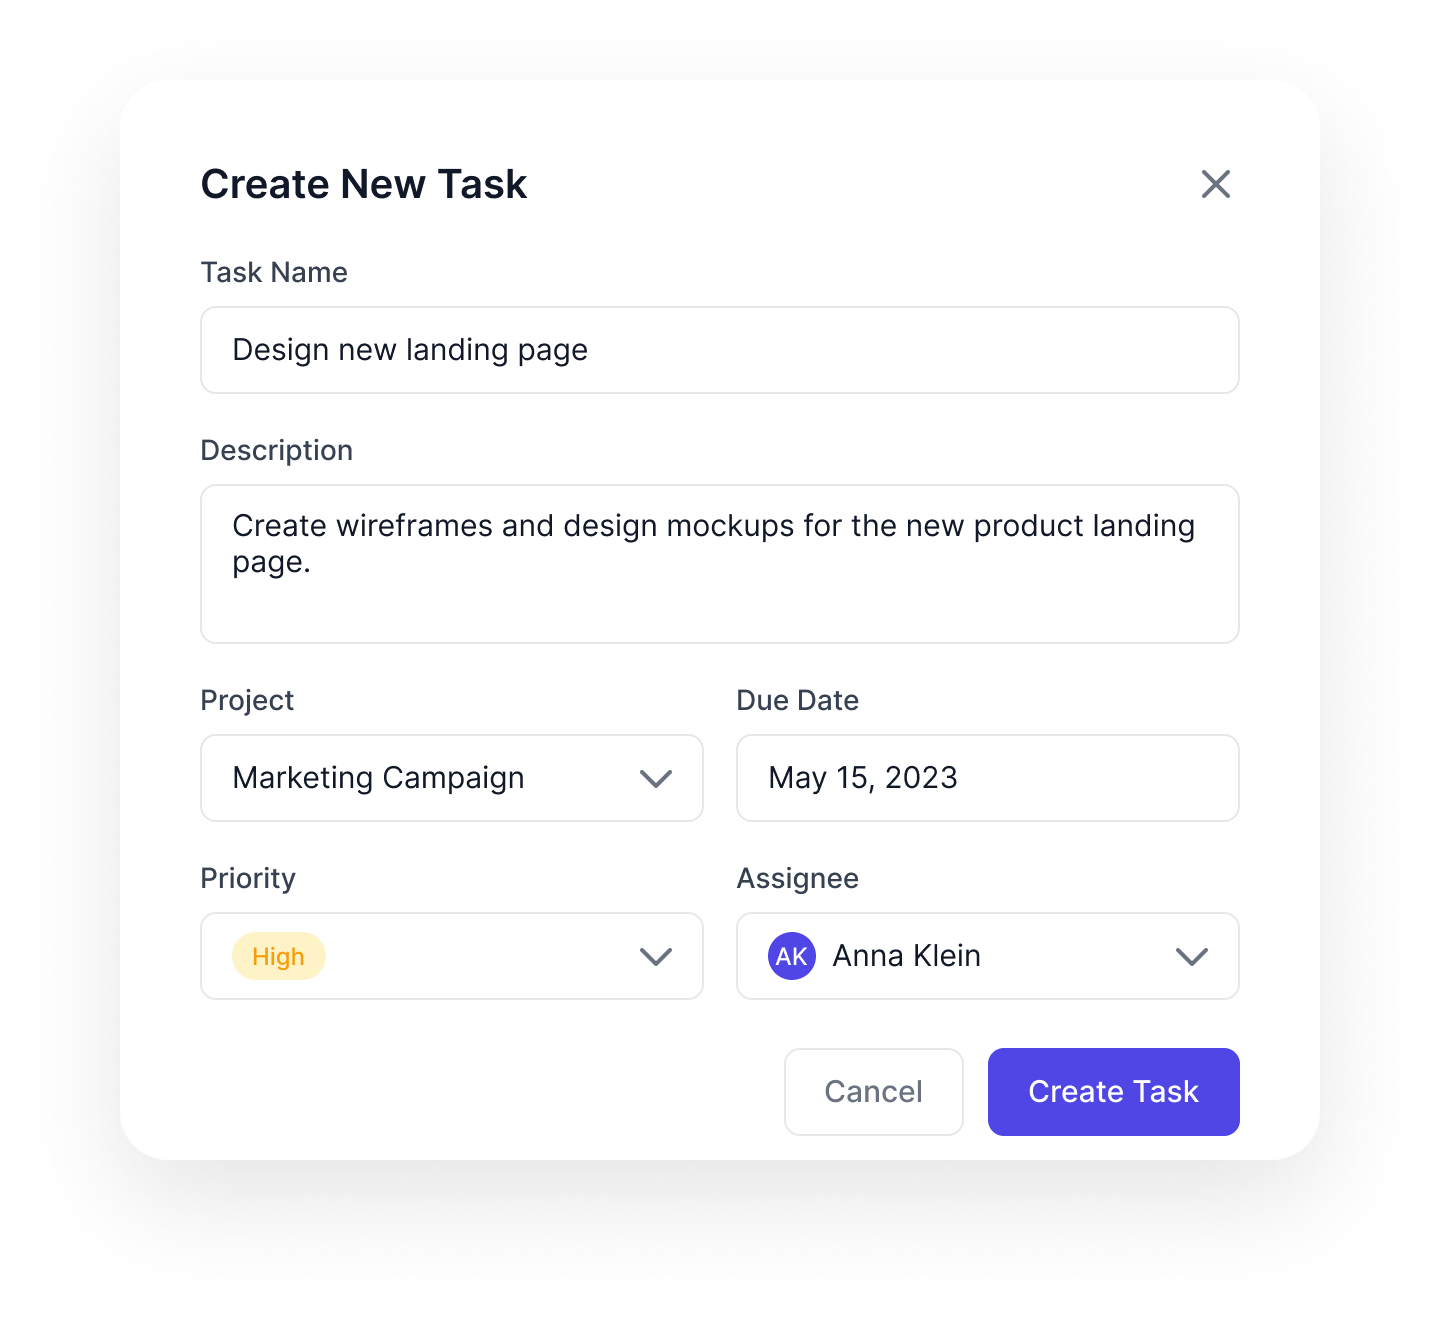 Create New Task
Task Name
Design new landing page
Description
Create wireframes and design mockups for the new product landing
page.
Project
Due Date
Marketing Campaign
May 15, 2023
Priority
Assignee
High
AK Anna Klein
Cancel
Create Task